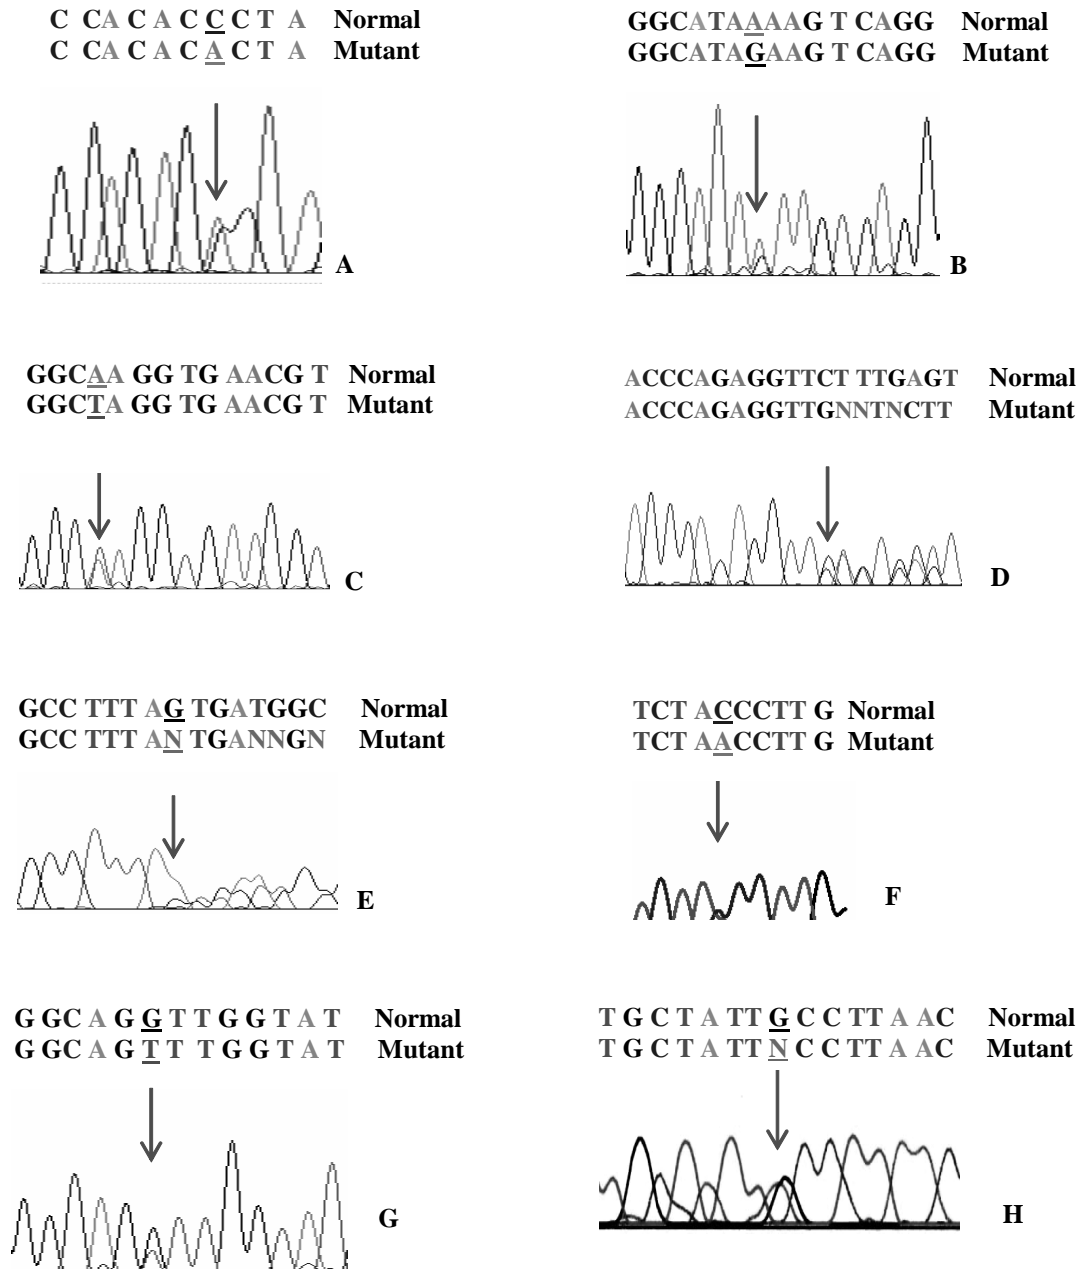 C CA C A C C C T A Normal
C CA C A C A C T A Mutant
A
GGCATAAAAG T CAGG Normal
GGCATAGAAG T CAGG Mutant
B
GGCAA GG TG AACG T Normal
GGCTA GG TG AACG T Mutant
C
ACCCAGAGGTTCT TTGAGT Normal
ACCCAGAGGTTGNNTNCTT Mutant
D
GCC TTT AG TGATGGC Normal
GCC TTT AN TGANNGN Mutant
E
TCT ACCCTT G Normal
TCT AACCTT G Mutant
F
G GC A G G T T G G T A T Normal
G GC A G T T T G G T A T Mutant
G
T G C T A TT G C C TT A AC Normal
T G C T A TT N C C TT A AC Mutant
H